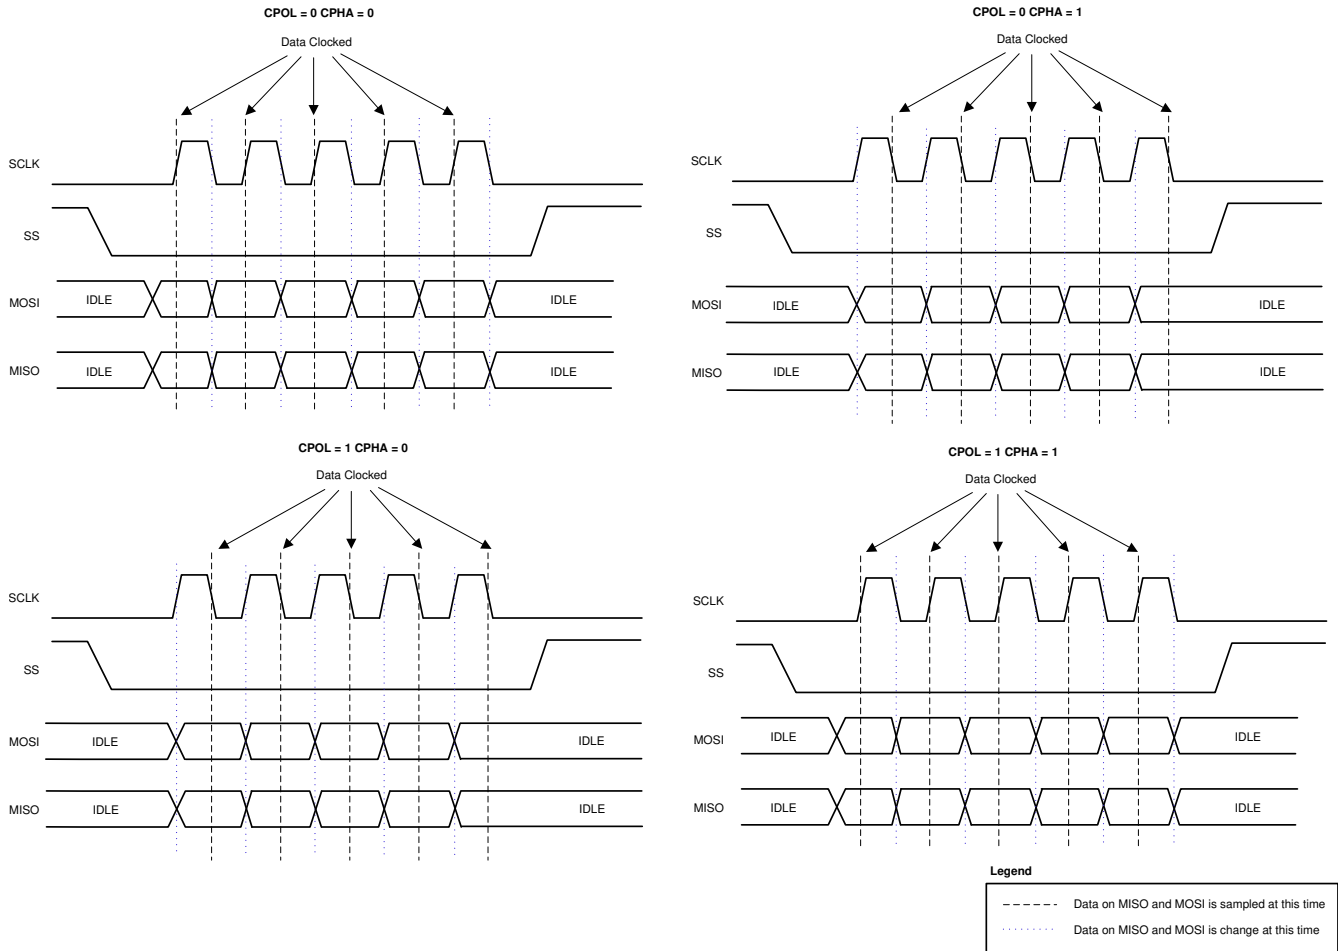 CPOL = 0 CPHA = 0
Data Clocked
SCLK
SS
MOSI
IDLE
IDLE
MISO
IDLE
IDLE
CPOL = 0 CPHA = 1
Data Clocked
SCLK
SS
MOSI
IDLE
IDLE
MISO
IDLE
IDLE
CPOL = 1 CPHA = 0
Data Clocked
SCLK
SS
MOSI
IDLE
IDLE
MISO
IDLE
IDLE
CPOL = 1 CPHA = 1
Data Clocked
SCLK
SS
MOSI
IDLE
IDLE
MISO
IDLE
IDLE
Legend
Data on MISO and MOSI is sampled at this time
Data on MISO and MOSI is change at this time